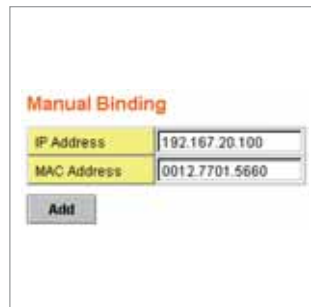 Manual Binding
IP Address 192.167.20.100
MAC Address 0012.7701.5660
Add